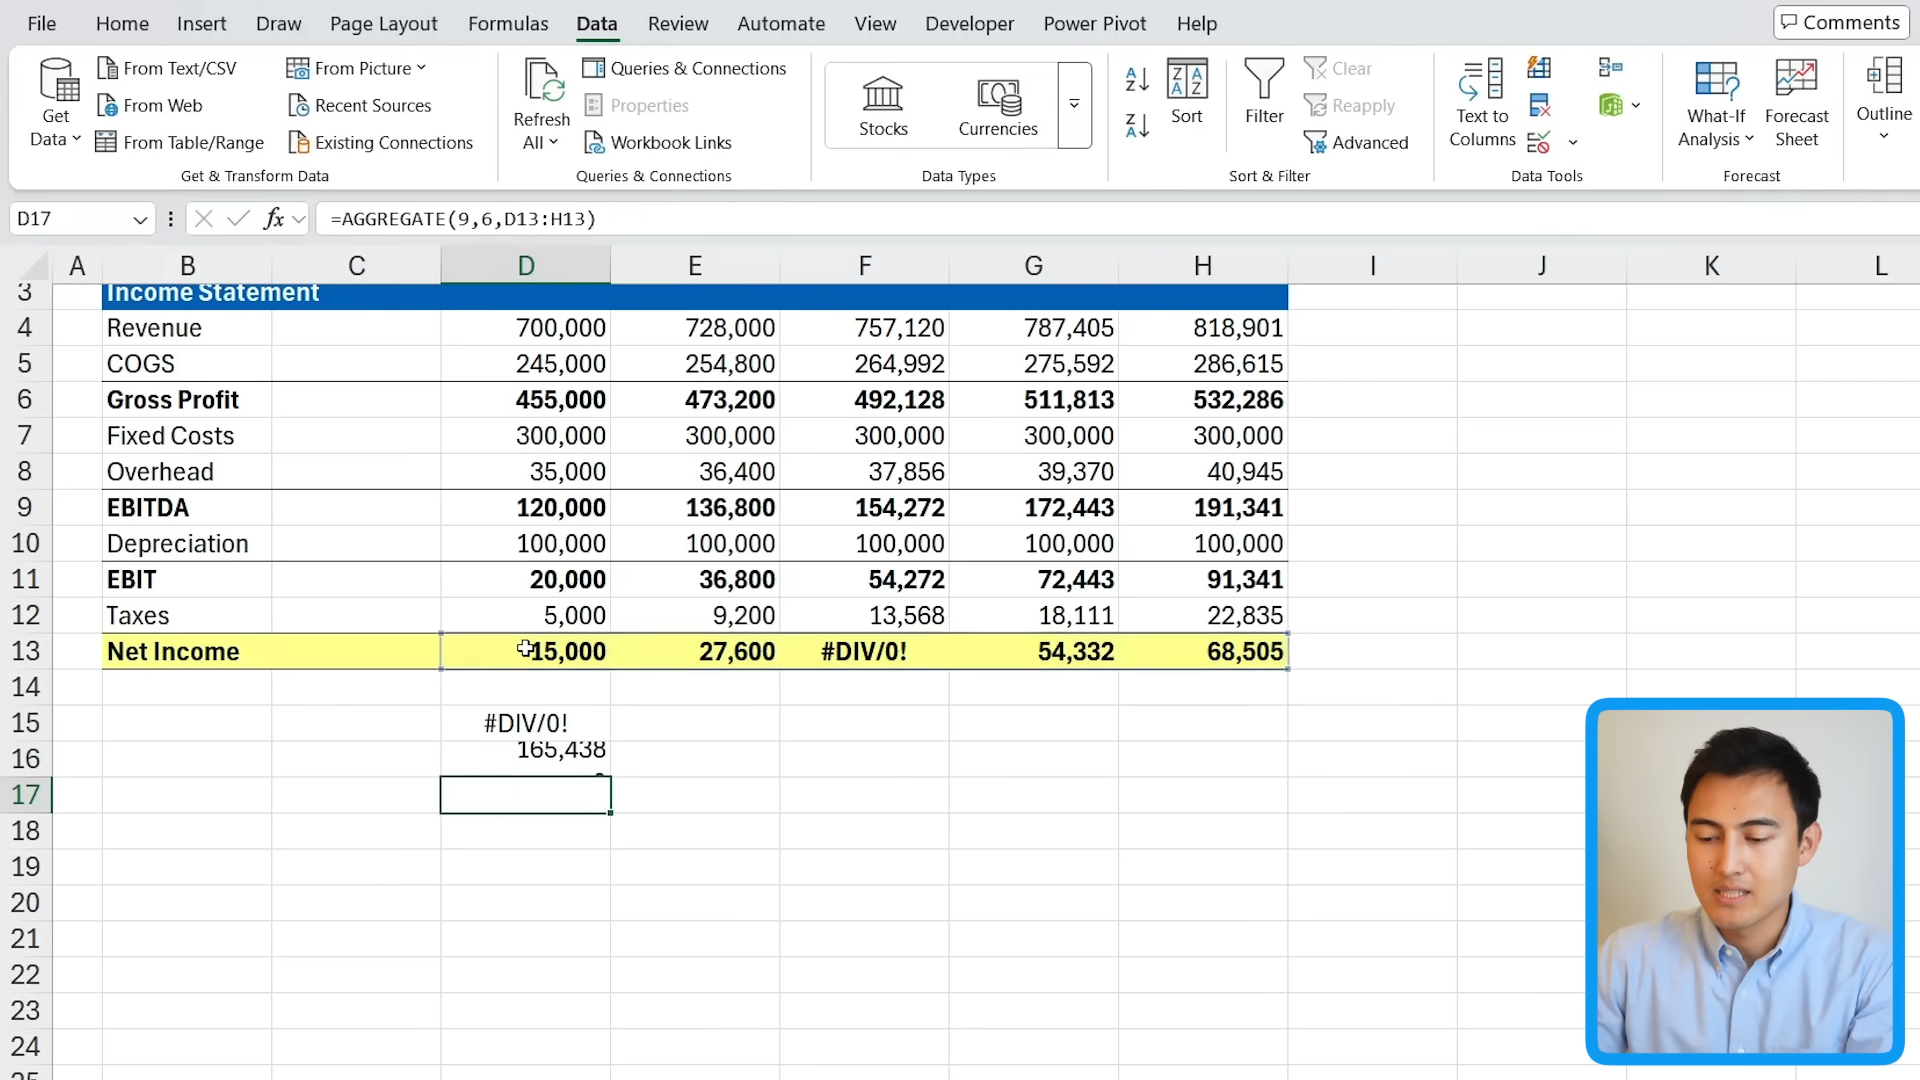 File Home Insert Draw Page Layout Formulas Data Review Automate View Developer Power Pivot Help Comments
Get Data
From Text/CSV
From Web
From Table/Range
From Picture
Recent Sources
Existing Connections
Get & Transform Data
Refresh All
Queries & Connections
Properties
Workbook Links
Queries & Connections
Stocks
Currencies
Data Types
Sort
Filter
Clear
Reapply
Advanced
Sort & Filter
Text to Columns
Data Tools
What-If Analysis
Forecast Sheet
Forecast
Outline
D17 fx =AGGREGATE(9,6,D13:H13)
A B C D E F G H I J K L
3 Income Statement
4 Revenue 700,000 728,000 757,120 787,405 818,901
5 COGS 245,000 254,800 264,992 275,592 286,615
6 Gross Profit 455,000 473,200 492,128 511,813 532,286
7 Fixed Costs 300,000 300,000 300,000 300,000 300,000
8 Overhead 35,000 36,400 37,856 39,370 40,945
9 EBITDA 120,000 136,800 154,272 172,443 191,341
10 Depreciation 100,000 100,000 100,000 100,000 100,000
11 EBIT 20,000 36,800 54,272 72,443 91,341
12 Taxes 5,000 9,200 13,568 18,111 22,835
13 Net Income 15,000 27,600 #DIV/0! 54,332 68,505
14
15 #DIV/0!
16 165,438
17
18
19
20
21
22
23
24